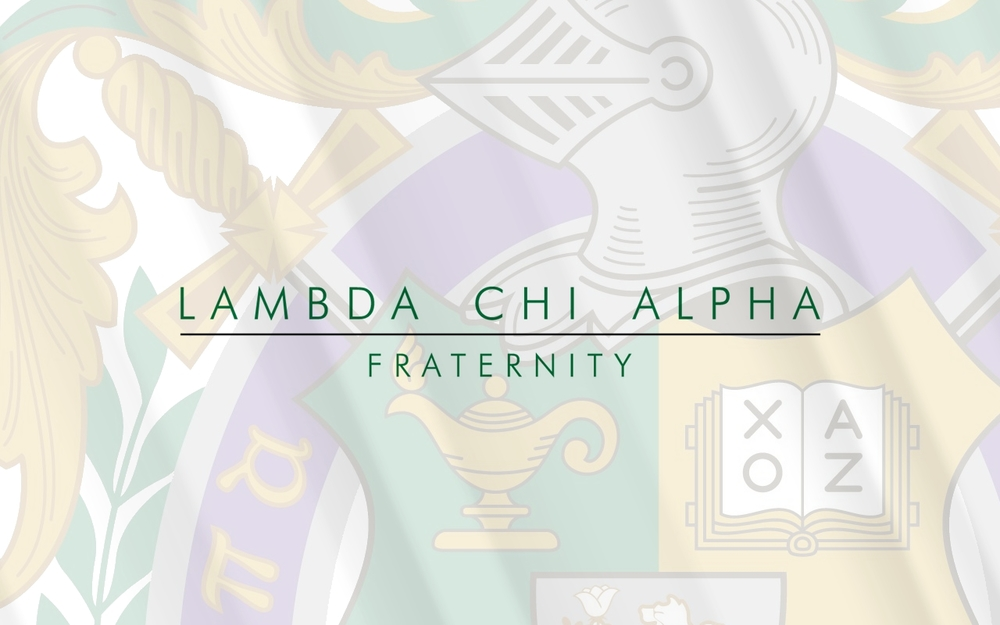 LAMBDA CHI ALPHA
FRATERNITY
X A
O Z
α
π